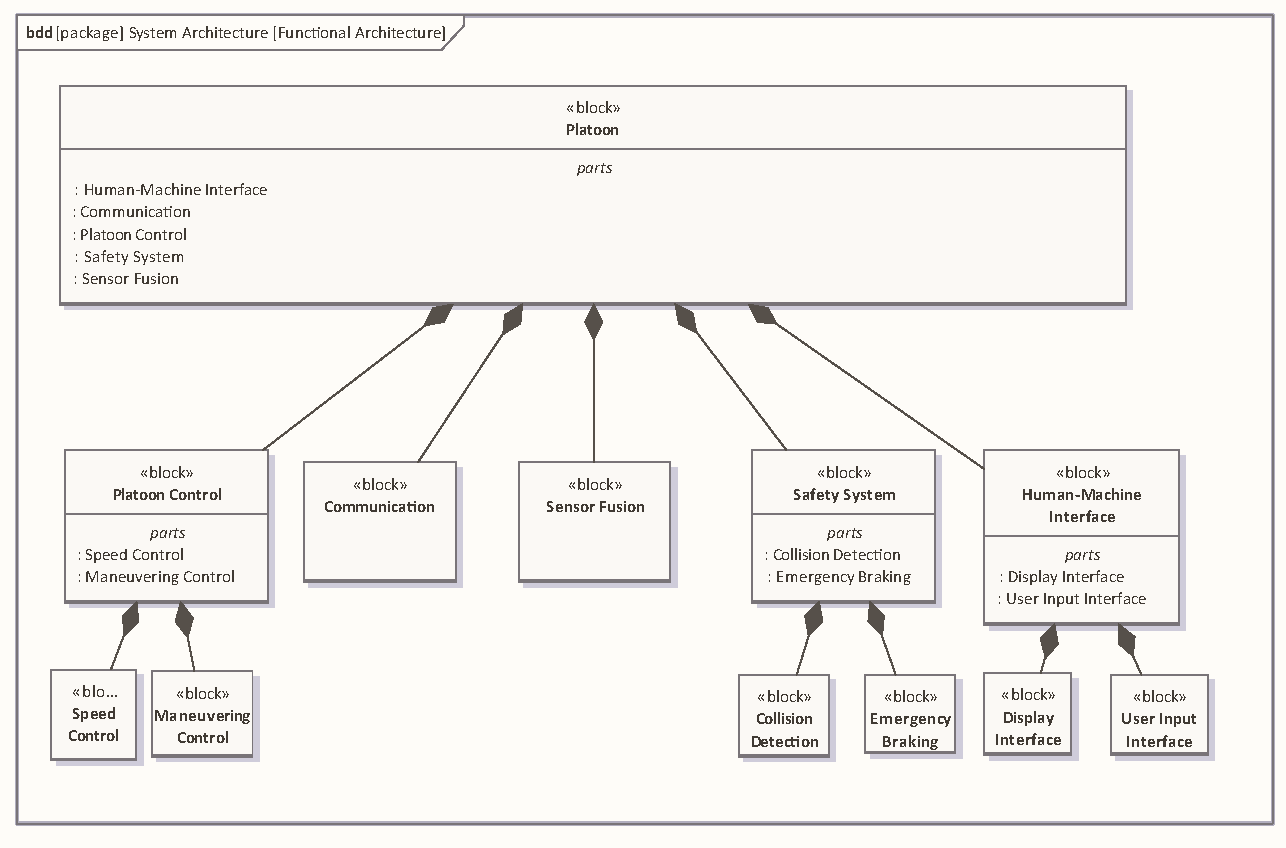 bdd [package] System Architecture [Functional Architecture]
«block»
Platoon
parts
: Human-Machine Interface
: Communication
: Platoon Control
: Safety System
: Sensor Fusion
«block»
Platoon Control
parts
: Speed Control
: Maneuvering Control
«block»
Communication
«block»
Sensor Fusion
«block»
Safety System
parts
: Collision Detection
: Emergency Braking
«block»
Human-Machine
Interface
parts
: Display Interface
: User Input Interface
«blo...
Speed
Control
«block»
Maneuvering
Control
«block»
Collision
Detection
«block»
Emergency
Braking
«block»
Display
Interface
«block»
User Input
Interface